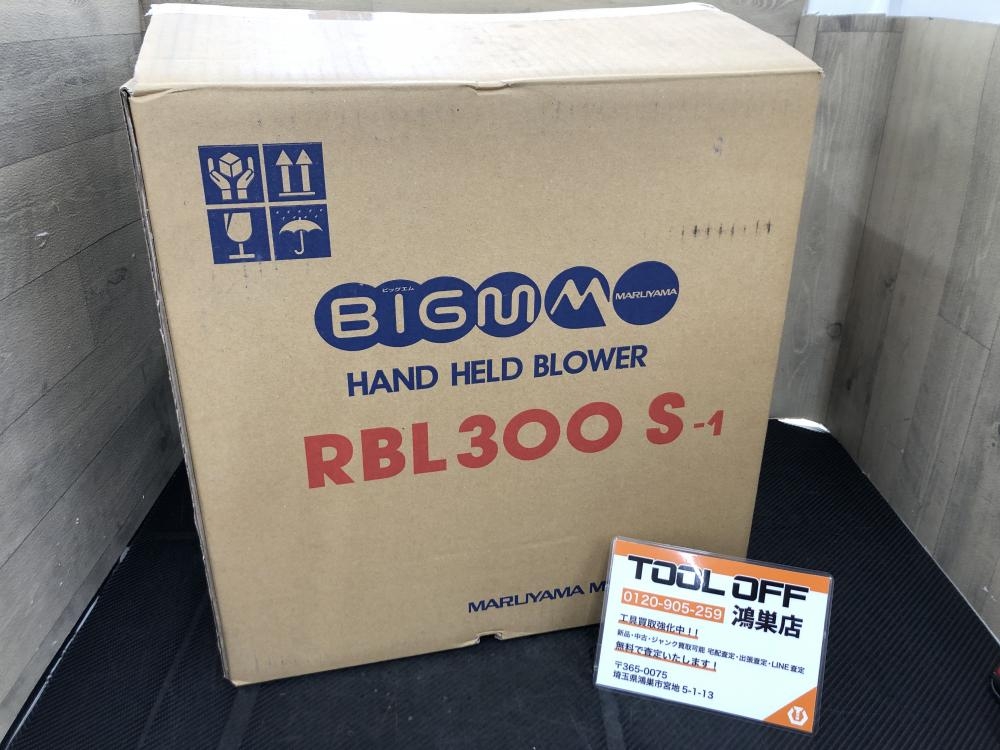 ビッグエム
BIGM M MARUYAMA
HAND HELD BLOWER
RBL300 S-1
MARUYAMA M
TOOL OFF
0120-905-259 鴻巣店
工具買取強化中!!
新品・中古・ジャンク買取可能 宅配査定・出張査定・LINE査定
無料で査定いたします!
〒365-0075
埼玉県鴻巣市宮地 5-1-13